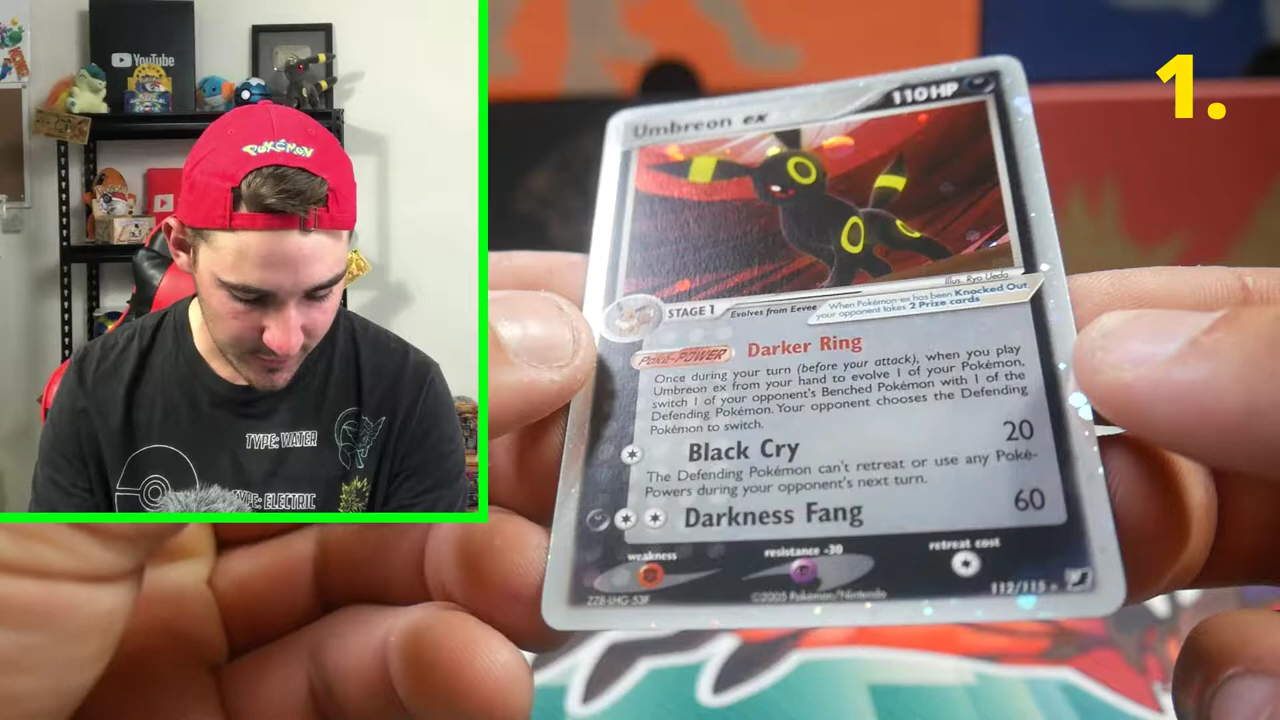 YouTube
POKÉMON
TYPE: WATER
TYPE: ELECTRIC
1.
Umbreon ex
110 HP
Illus. Ryo Ueda
STAGE 1
Evolves from Eevee
When Pokémon-ex has been Knocked Out,
your opponent takes 2 Prize cards
Poké-POWER
Darker Ring
Once during your turn (before your attack), when you play
Umbreon ex from your hand to evolve 1 of your Pokémon,
switch 1 of your opponent's Benched Pokémon with 1 of the
Defending Pokémon. Your opponent chooses the Defending
Pokémon to switch.
Black Cry
20
The Defending Pokémon can't retreat or use any Poké-
Powers during your opponent's next turn.
Darkness Fang
60
weakness
resistance -30
retreat cost
©2005 Pokémon/Nintendo
112/115